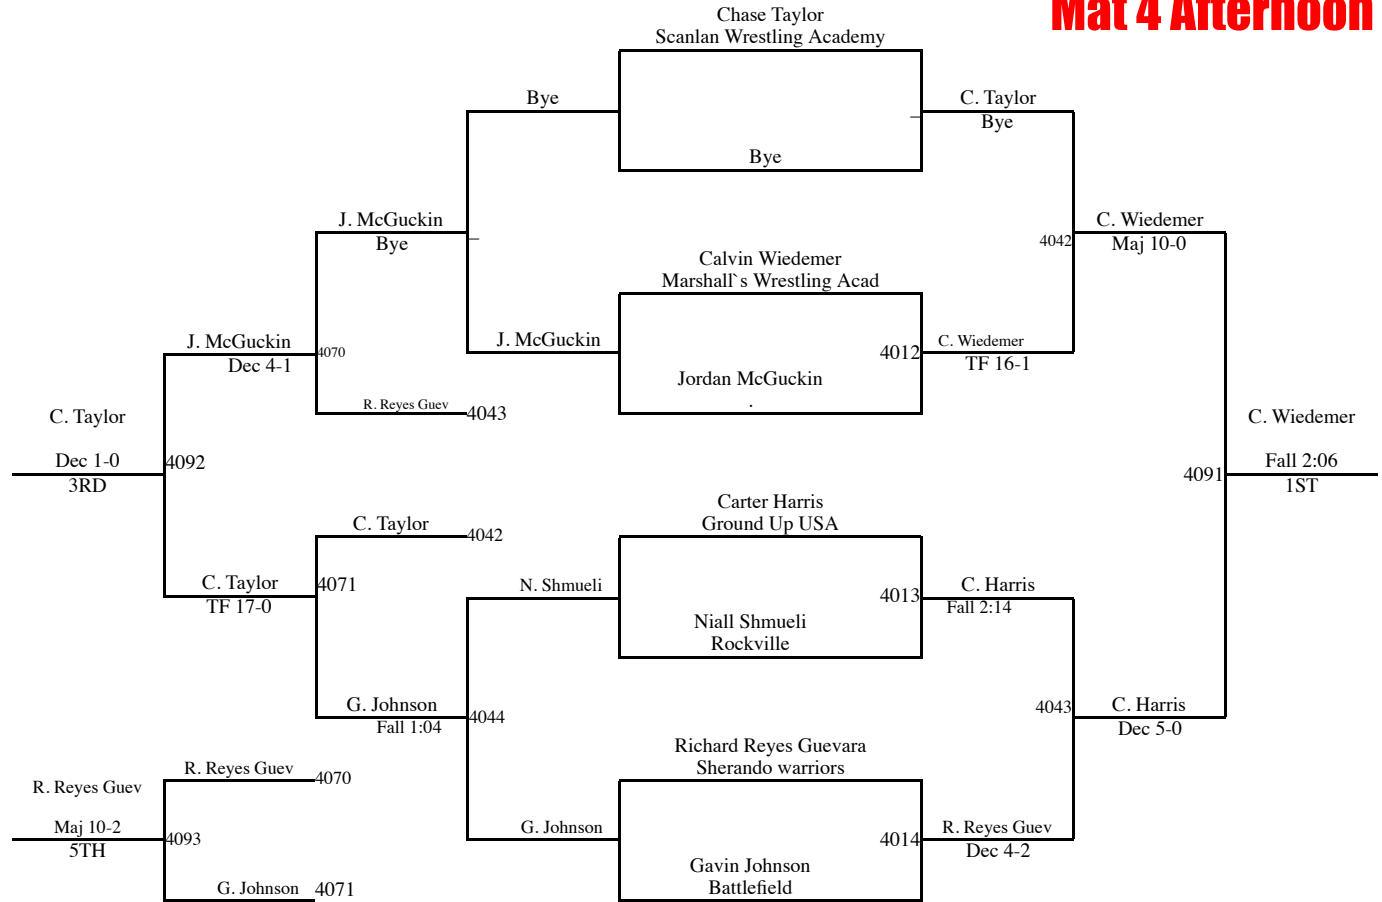 Mat 4 Afternoon
Chase Taylor
Scanlan Wrestling Academy
Bye
C. Taylor
Bye
Bye
J. McGuckin
Bye
C. Wiedemer
4042
Maj 10-0
Calvin Wiedemer
Marshall`s Wrestling Acad
J. McGuckin
Dec 4-1
4070
J. McGuckin
4012
C. Wiedemer
TF 16-1
Jordan McGuckin
.
R. Reyes Guev
4043
C. Taylor
Dec 1-0
3RD
4092
C. Wiedemer
4091
Fall 2:06
1ST
Carter Harris
Ground Up USA
C. Taylor
4042
C. Taylor
TF 17-0
4071
N. Shmueli
4013
C. Harris
Fall 2:14
Niall Shmueli
Rockville
G. Johnson
Fall 1:04
4044
4043
C. Harris
Dec 5-0
Richard Reyes Guevara
Sherando warriors
R. Reyes Guev
4070
R. Reyes Guev
Maj 10-2
5TH
4093
G. Johnson
4014
R. Reyes Guev
Dec 4-2
Gavin Johnson
Battlefield
G. Johnson
4071